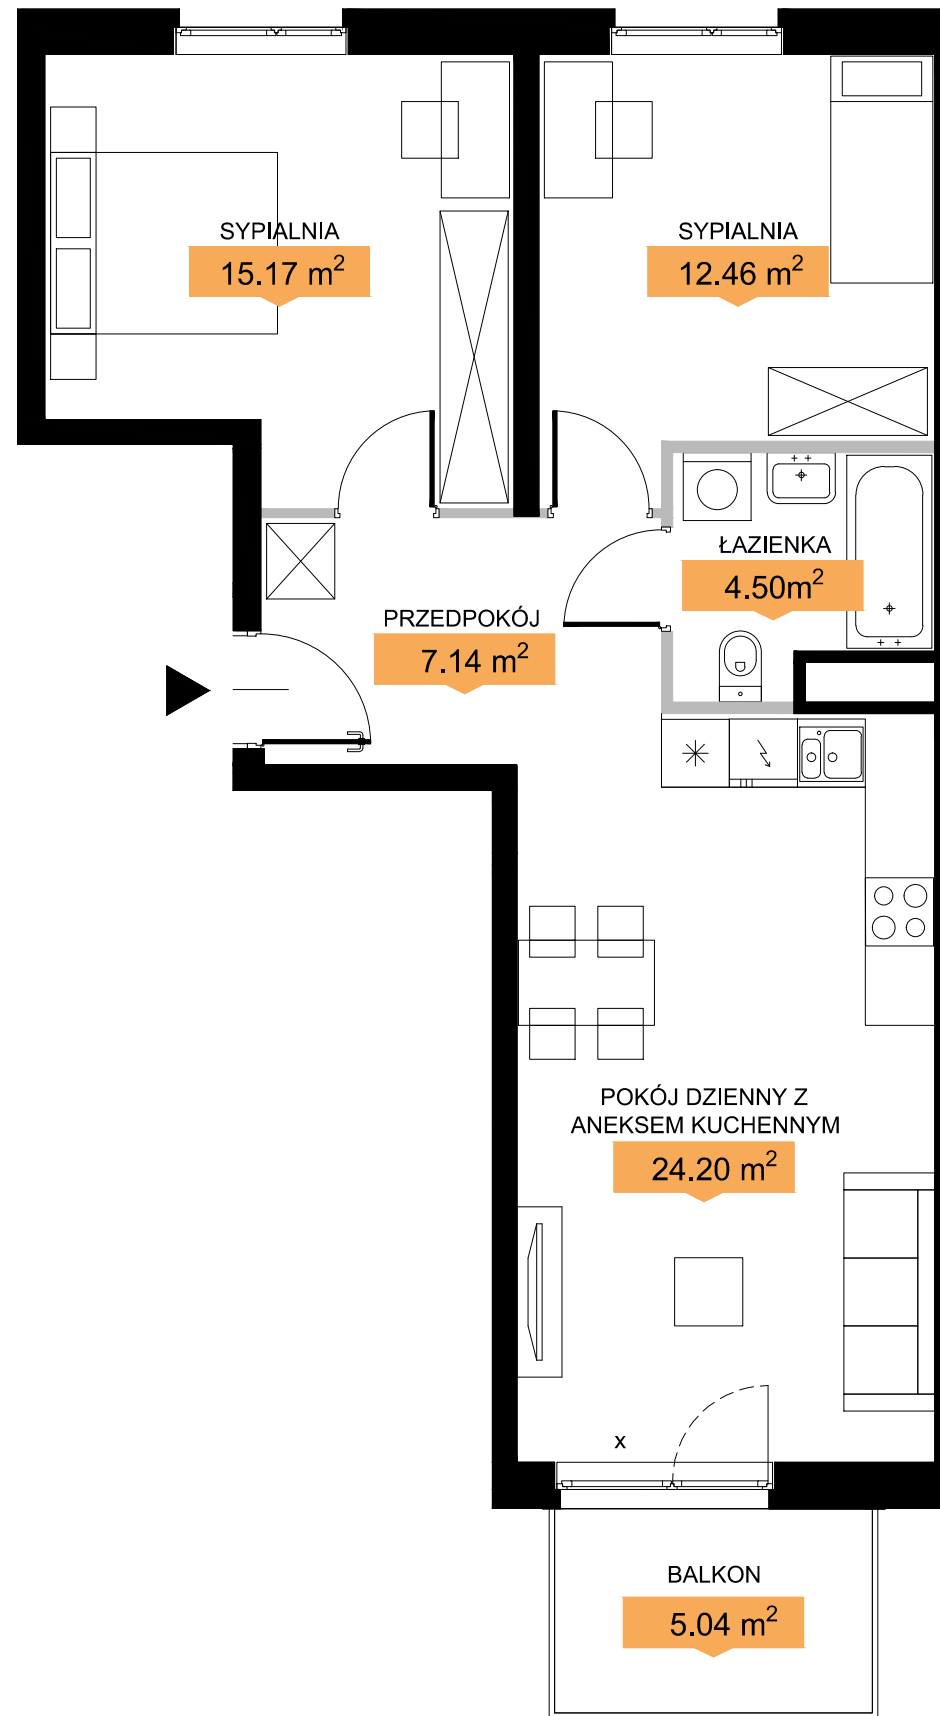 SYPIALNIA
15.17 m²
SYPIALNIA
12.46 m²
ŁAZIENKA
4.50m²
PRZEDPOKÓJ
7.14 m²
POKÓJ DZIENNY Z
ANEKSEM KUCHENNYM
24.20 m²
x
BALKON
5.04 m²